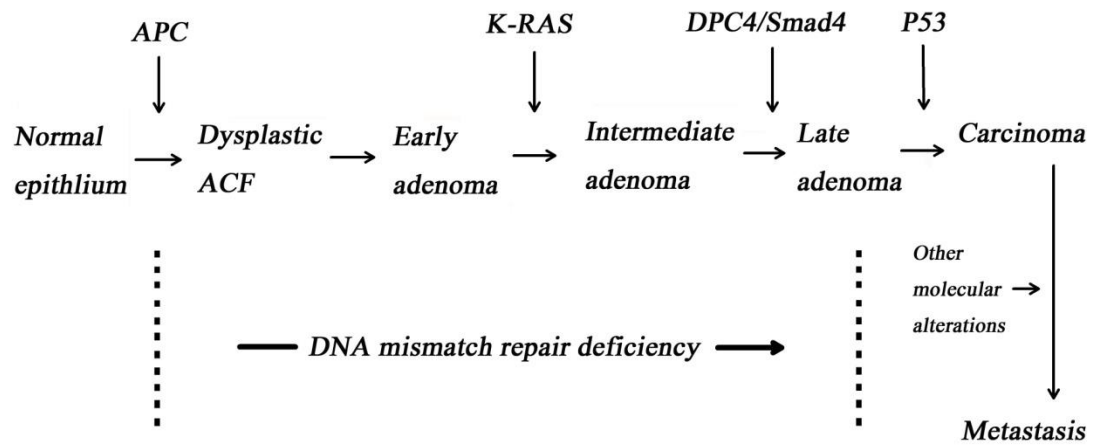 APC
K-RAS
DPC4/Smad4
P53
Normal
epithlium
Dysplastic
ACF
Early
adenoma
Intermediate
adenoma
Late
adenoma
Carcinoma
Other
molecular
alterations
DNA mismatch repair deficiency
Metastasis